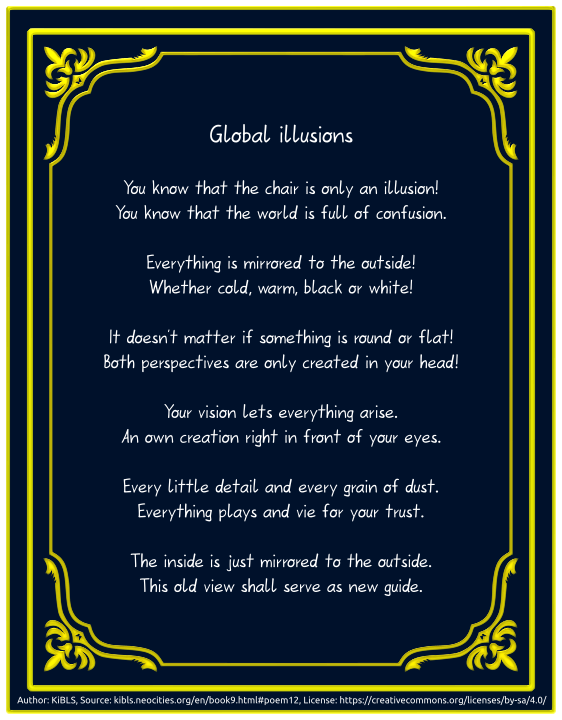 Global illusions
You know that the chair is only an illusion!
You know that the world is full of confusion.
Everything is mirrored to the outside!
Whether cold, warm, black or white!
It doesn't matter if something is round or flat!
Both perspectives are only created in your head!
Your vision lets everything arise.
An own creation right in front of your eyes.
Every little detail and every grain of dust.
Everything plays and vie for your trust.
The inside is just mirrored to the outside.
This old view shall serve as new guide.
Author: KiBLS, Source: kibls.neocities.org/en/book9.html#poem12, License: https://creativecommons.org/licenses/by-sa/4.0/